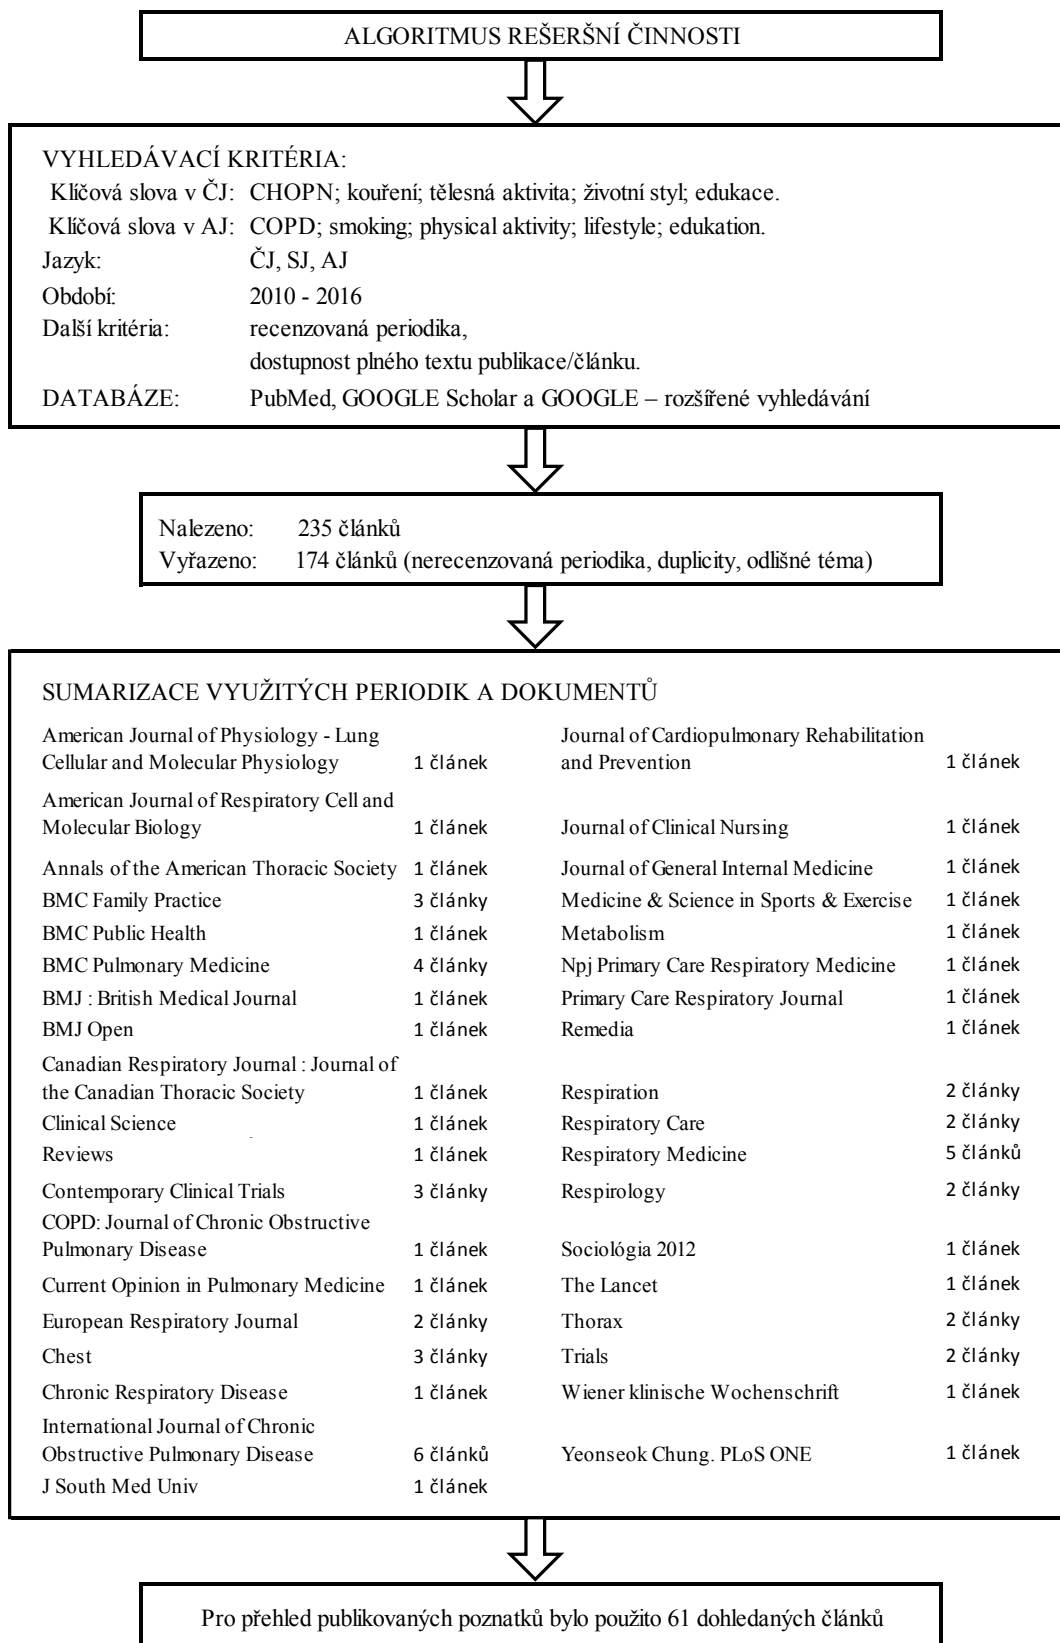 ALGORITMUS REŠERŠNÍ ČINNOSTI
VYHLEDÁVACÍ KRITÉRIA:
Klíčová slova v ČJ: CHOPN; kouření; tělesná aktivita; životní styl; edukace.
Klíčová slova v AJ: COPD; smoking; physical aktivity; lifestyle; edukation.
Jazyk: ČJ, SJ, AJ
Období: 2010 - 2016
Další kritéria: recenzovaná periodika,
dostupnost plného textu publikace/článku.
DATABÁZE: PubMed, GOOGLE Scholar a GOOGLE – rozšířené vyhledávání
Nalezeno: 235 článků
Vyřazeno: 174 článků (nerecenzovaná periodika, duplicity, odlišné téma)
SUMARIZACE VYUŽITÝCH PERIODIK A DOKUMENTŮ
American Journal of Physiology - Lung
Cellular and Molecular Physiology 1 článek
American Journal of Respiratory Cell and
Molecular Biology 1 článek
Annals of the American Thoracic Society 1 článek
BMC Family Practice 3 články
BMC Public Health 1 článek
BMC Pulmonary Medicine 4 články
BMJ : British Medical Journal 1 článek
BMJ Open 1 článek
Canadian Respiratory Journal : Journal of
the Canadian Thoracic Society 1 článek
Clinical Science 1 článek
Reviews 1 článek
Contemporary Clinical Trials 3 články
COPD: Journal of Chronic Obstructive
Pulmonary Disease 1 článek
Current Opinion in Pulmonary Medicine 1 článek
European Respiratory Journal 2 články
Chest 3 články
Chronic Respiratory Disease 1 článek
International Journal of Chronic
Obstructive Pulmonary Disease 6 článků
J South Med Univ 1 článek
Journal of Cardiopulmonary Rehabilitation
and Prevention 1 článek
Journal of Clinical Nursing 1 článek
Journal of General Internal Medicine 1 článek
Medicine & Science in Sports & Exercise 1 článek
Metabolism 1 článek
Npj Primary Care Respiratory Medicine 1 článek
Primary Care Respiratory Journal 1 článek
Remedia 1 článek
Respiration 2 články
Respiratory Care 2 články
Respiratory Medicine 5 článků
Respirology 2 články
Sociológia 2012 1 článek
The Lancet 1 článek
Thorax 2 články
Trials 2 články
Wiener klinische Wochenschrift 1 článek
Yeonseok Chung. PLoS ONE 1 článek
Pro přehled publikovaných poznatků bylo použito 61 dohledaných článků